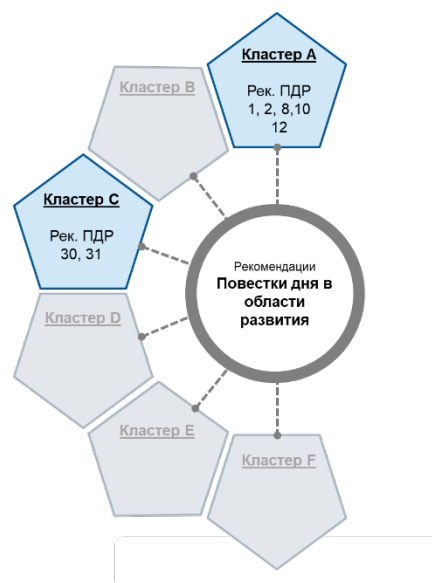 Кластер A
Рек. ПДР
1, 2, 8,10
12
Кластер B
Кластер C
Рек. ПДР
30, 31
Рекомендации
Повестки дня в
области
развития
Кластер D
Кластер E
Кластер F